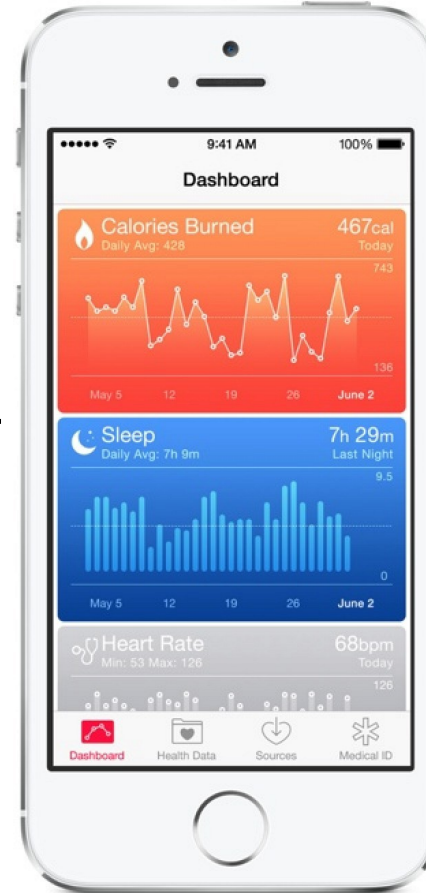 9:41 AM 100%
Dashboard
Calories Burned 467cal
Daily Avg: 428 Today
743
136
May 5 12 19 26 June 2
Sleep 7h 29m
Daily Avg: 7h 9m Last Night
9.5
0
May 5 12 19 26 June 2
Heart Rate 68bpm
Min: 53 Max: 126 Today
126
Dashboard Health Data Sources Medical ID